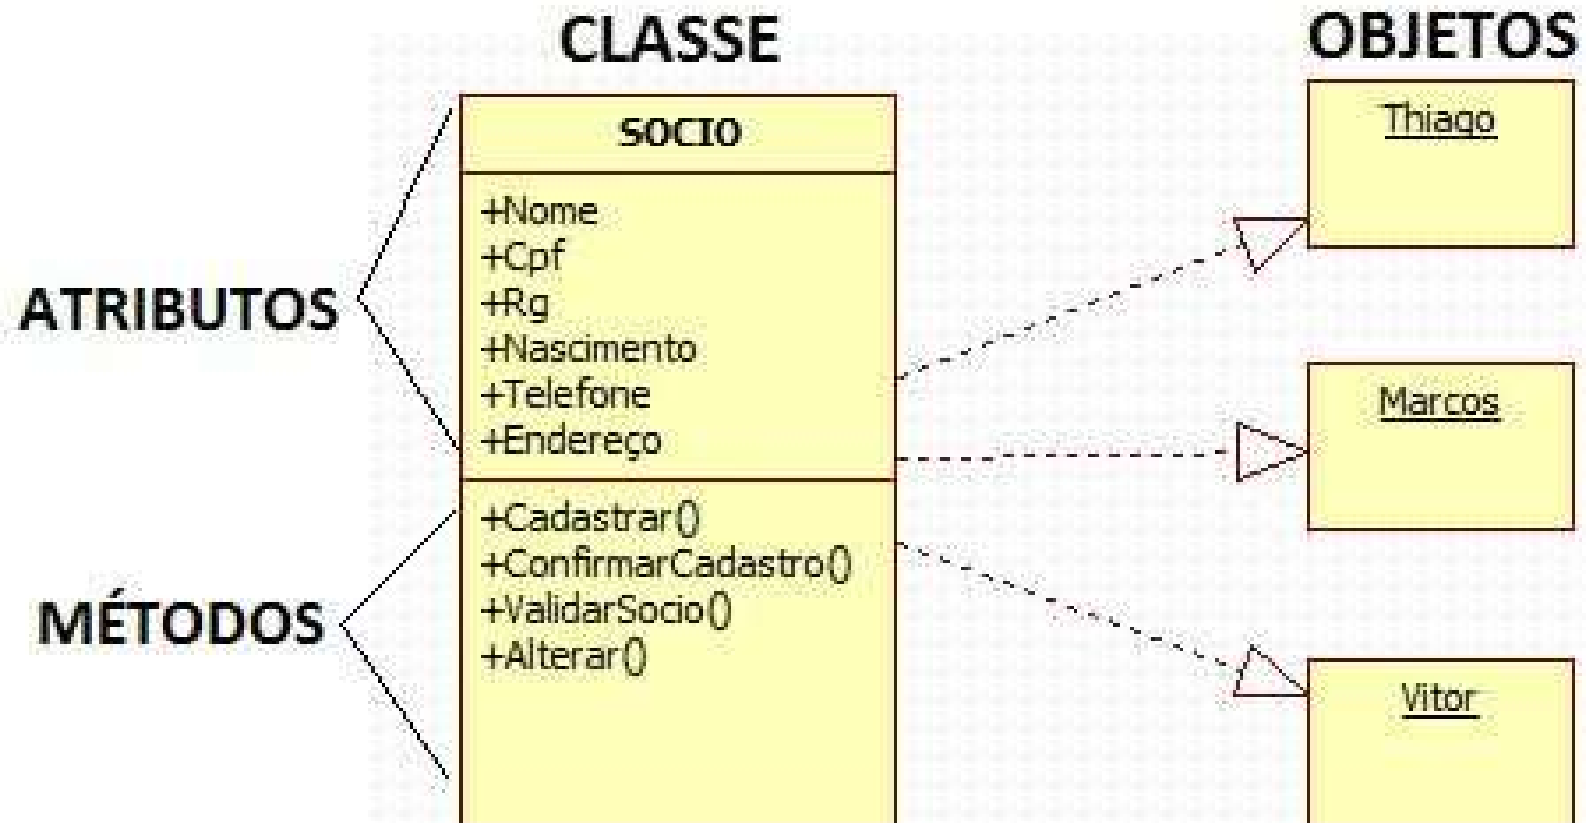 CLASSE
OBJETOS
SOCIO
+Nome
+Cpf
+Rg
+Nascimento
+Telefone
+Endereço
+Cadastrar()
+ConfirmarCadastro()
+ValidarSocio()
+Alterar()
ATRIBUTOS
MÉTODOS
Thiago
Marcos
Vitor